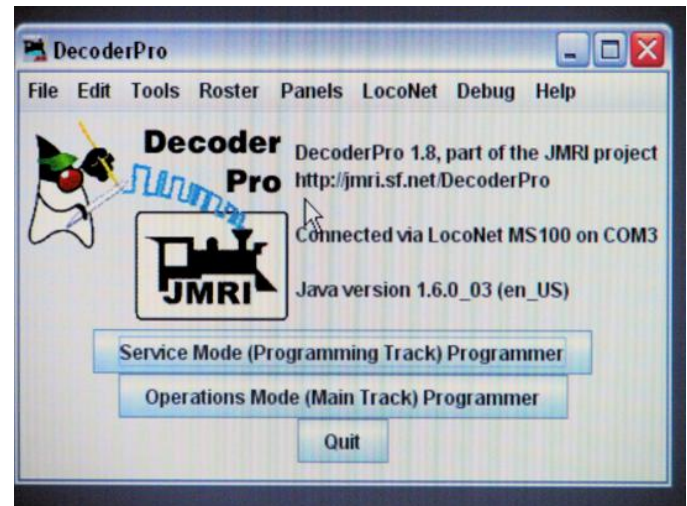 DecoderPro
File Edit Tools Roster Panels LocoNet Debug Help
Decoder
Pro
JMRI
DecoderPro 1.8, part of the JMRI project
http://jmri.sf.net/DecoderPro
Connected via LocoNet MS100 on COM3
Java version 1.6.0_03 (en_US)
Service Mode (Programming Track) Programmer
Operations Mode (Main Track) Programmer
Quit